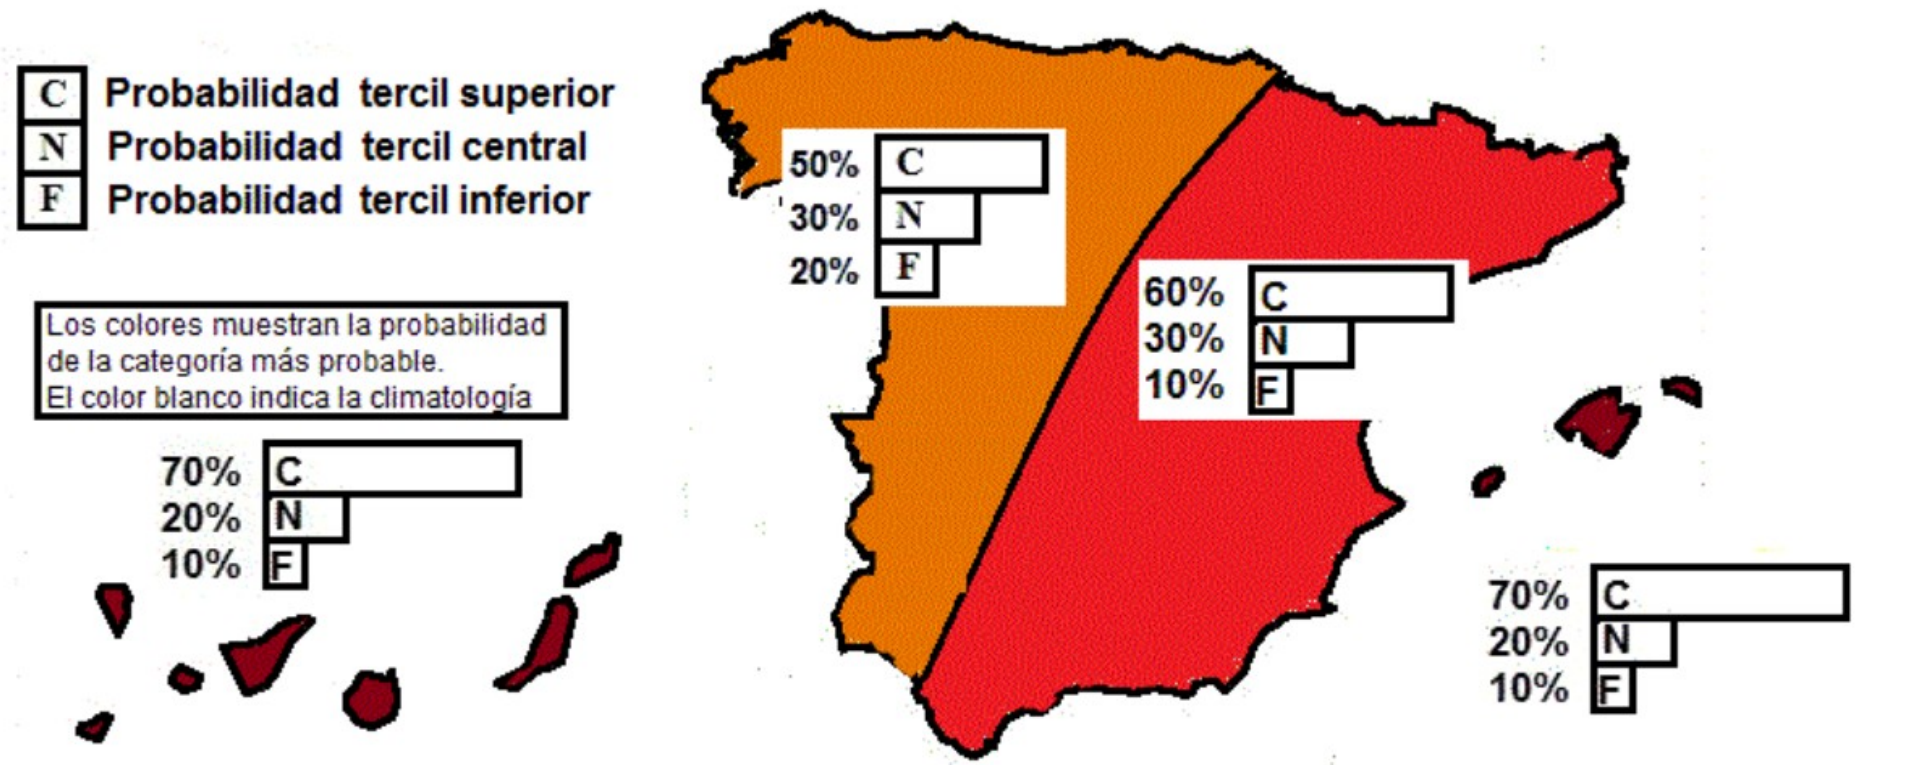 C Probabilidad tercil superior
N Probabilidad tercil central
F Probabilidad tercil inferior
Los colores muestran la probabilidad
de la categoría más probable.
El color blanco indica la climatología
70% C
20% N
10% F
50% C
30% N
20% F
60% C
30% N
10% F
70% C
20% N
10% F